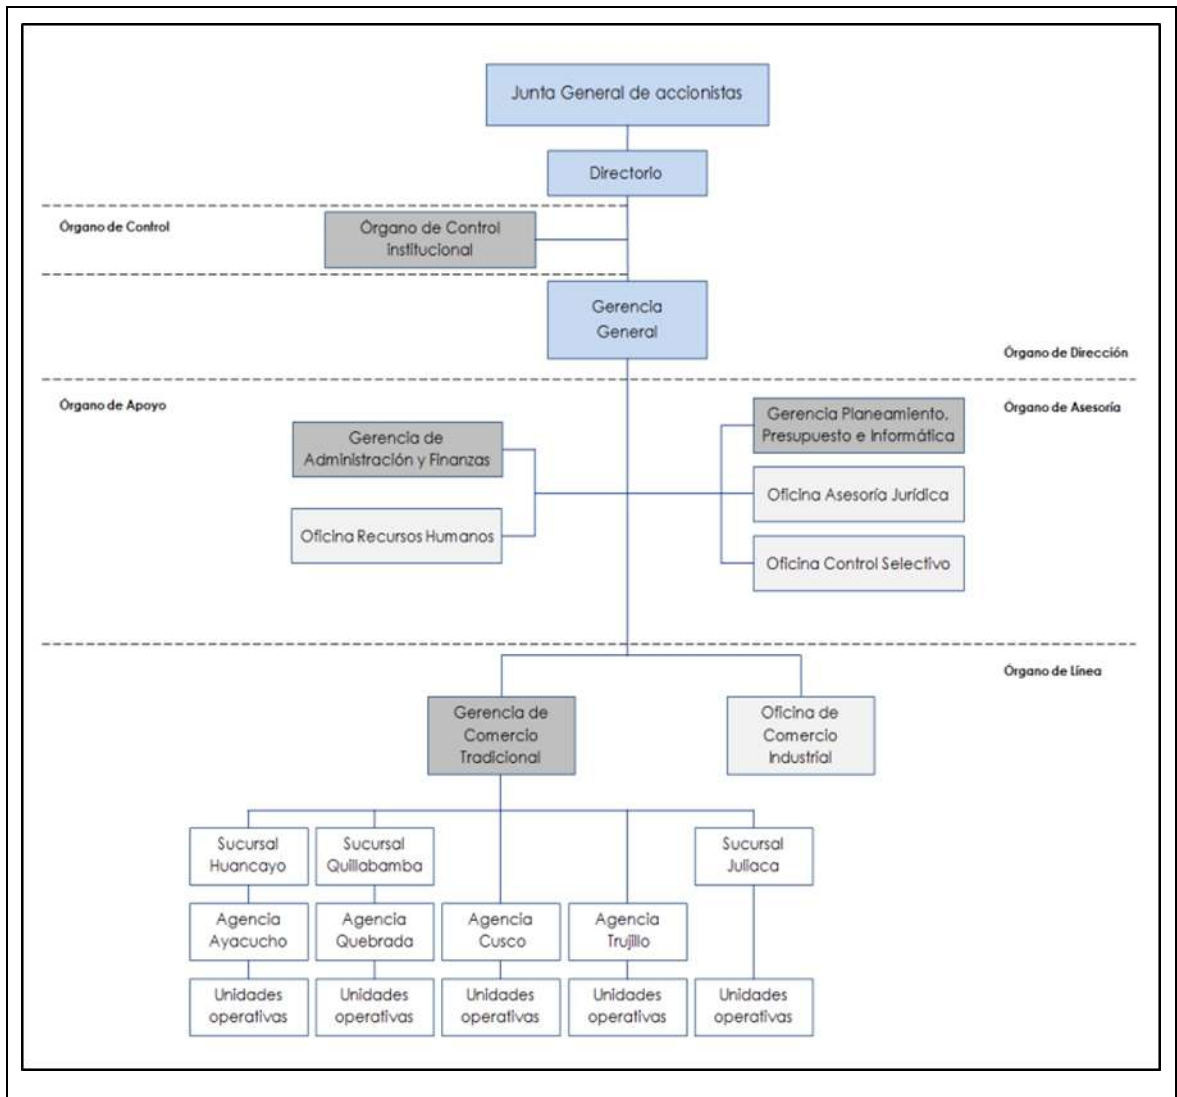 Junta General de accionistas
Directorio
Órgano de Control
Órgano de Control
institucional
Gerencia
General
Órgano de Dirección
Órgano de Apoyo
Órgano de Asesoría
Gerencia de
Administración y Finanzas
Oficina Recursos Humanos
Gerencia Planeamiento,
Presupuesto e Informática
Oficina Asesoría Jurídica
Oficina Control Selectivo
Órgano de Línea
Gerencia de
Comercio
Tradicional
Oficina de
Comercio
Industrial
Sucursal
Huancayo
Sucursal
Quillabamba
Sucursal
Juliaca
Agencia
Ayacucho
Agencia
Quebrada
Agencia
Cusco
Agencia
Trujillo
Unidades
operativas
Unidades
operativas
Unidades
operativas
Unidades
operativas
Unidades
operativas